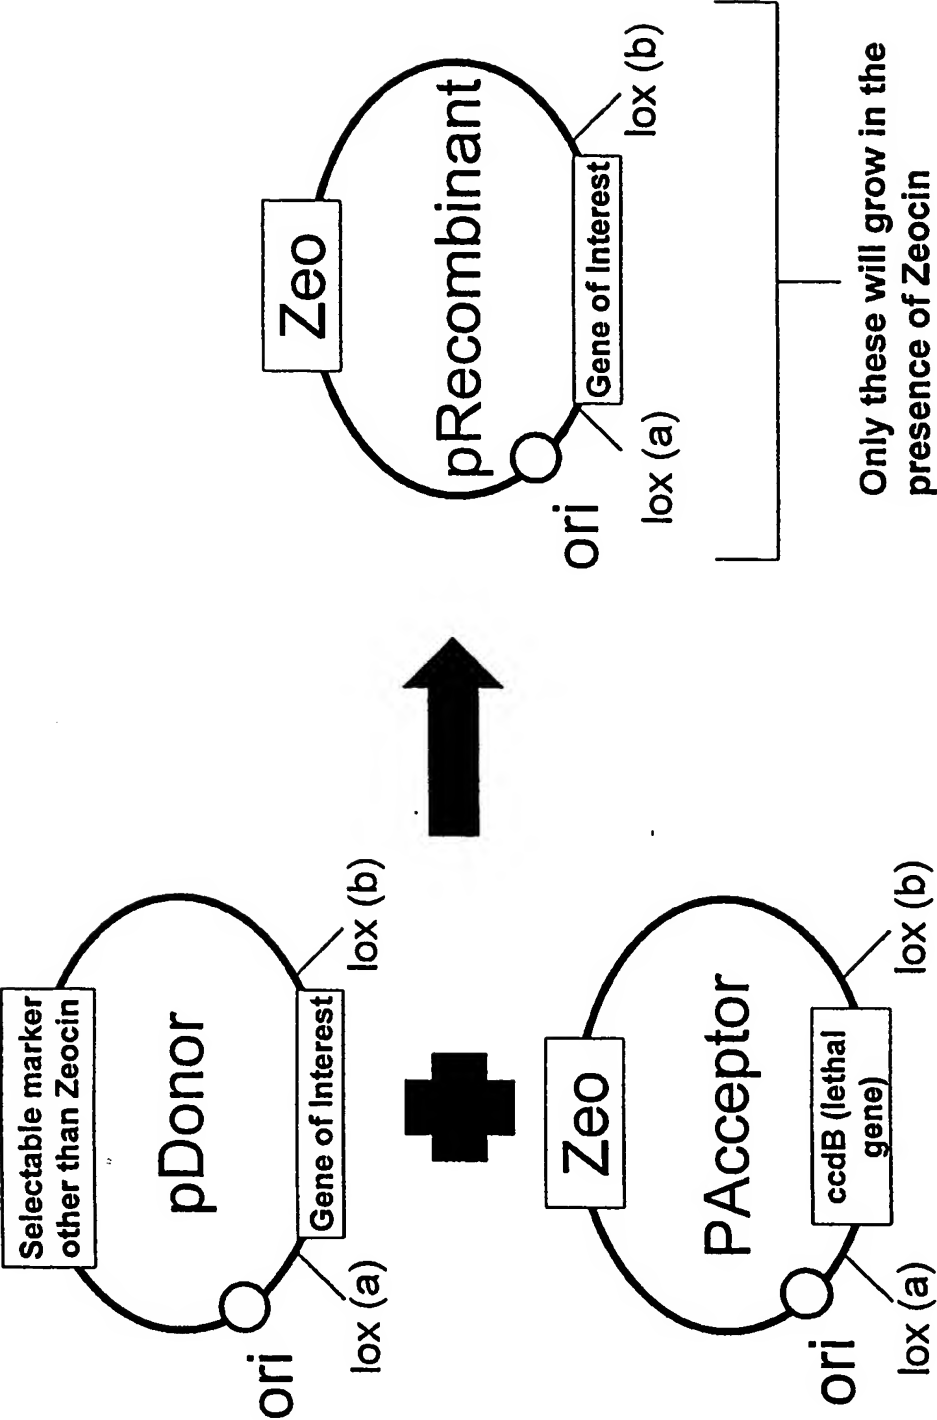 Selectable marker
other than Zeocin
pDonor
ori
Gene of Interest
lox (a)
lox (b)
Zeo
PAcceptor
ori
ccdB (lethal
gene)
lox (a)
lox (b)
Zeo
pRecombinant
ori
Gene of Interest
lox (a)
lox (b)
Only these will grow in the
presence of Zeocin